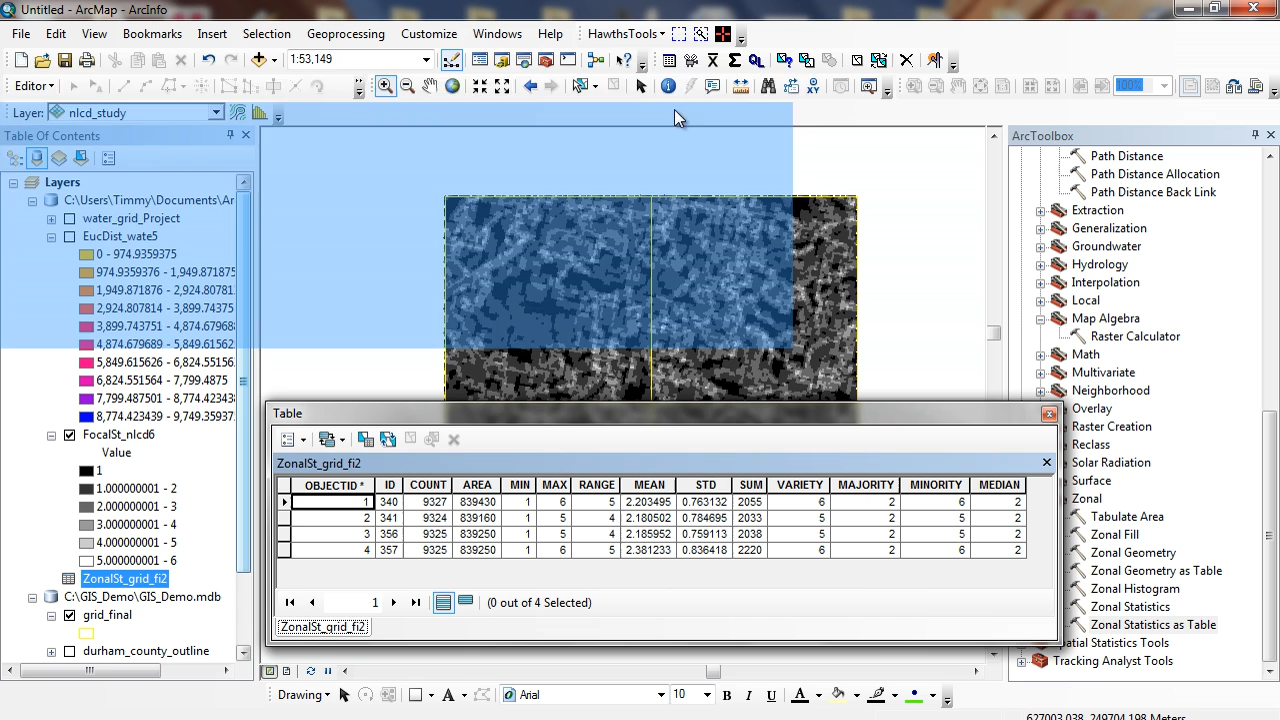 Untitled - ArcMap - ArcInfo
File Edit View Bookmarks Insert Selection Geoprocessing Customize Windows Help HawthsTools
1:53,149
Editor
100%
Layer: nlcd_study
Table Of Contents
Layers
C:\Users\Timmy\Documents\Ar
water_grid_Project
EucDist_wate5
0 - 974.9359375
974.9359376 - 1,949.871875
1,949.871876 - 2,924.807813
2,924.807814 - 3,899.74375
3,899.743751 - 4,874.67968
4,874.679689 - 5,849.61562
5,849.615626 - 6,824.55156
6,824.551564 - 7,799.4875
7,799.487501 - 8,774.42343
8,774.423439 - 9,749.35937
FocalSt_nlcd6
Value
1
1.000000001 - 2
2.000000001 - 3
3.000000001 - 4
4.000000001 - 5
5.000000001 - 6
ZonalSt_grid_fi2
C:\GIS_Demo\GIS_Demo.mdb
grid_final
durham_county_outline
Table
ZonalSt_grid_fi2
OBJECTID * ID COUNT AREA MIN MAX RANGE MEAN STD SUM VARIETY MAJORITY MINORITY MEDIAN
1 340 9327 839430 1 6 5 2.203495 0.763132 2055 6 2 6 2
2 341 9324 839160 1 5 4 2.180502 0.784695 2033 5 2 5 2
3 356 9325 839250 1 5 4 2.185952 0.759113 2038 5 2 5 2
4 357 9325 839250 1 6 5 2.381233 0.836418 2220 6 2 6 2
1 (0 out of 4 Selected)
ZonalSt_grid_fi2
ArcToolbox
Path Distance
Path Distance Allocation
Path Distance Back Link
Extraction
Generalization
Groundwater
Hydrology
Interpolation
Local
Map Algebra
Raster Calculator
Math
Multivariate
Neighborhood
Overlay
Raster Creation
Reclass
Solar Radiation
Surface
Zonal
Tabulate Area
Zonal Fill
Zonal Geometry
Zonal Geometry as Table
Zonal Histogram
Zonal Statistics
Zonal Statistics as Table
patial Statistics Tools
Tracking Analyst Tools
Drawing Arial 10 B I U A
627003.038 249704.198 Meters